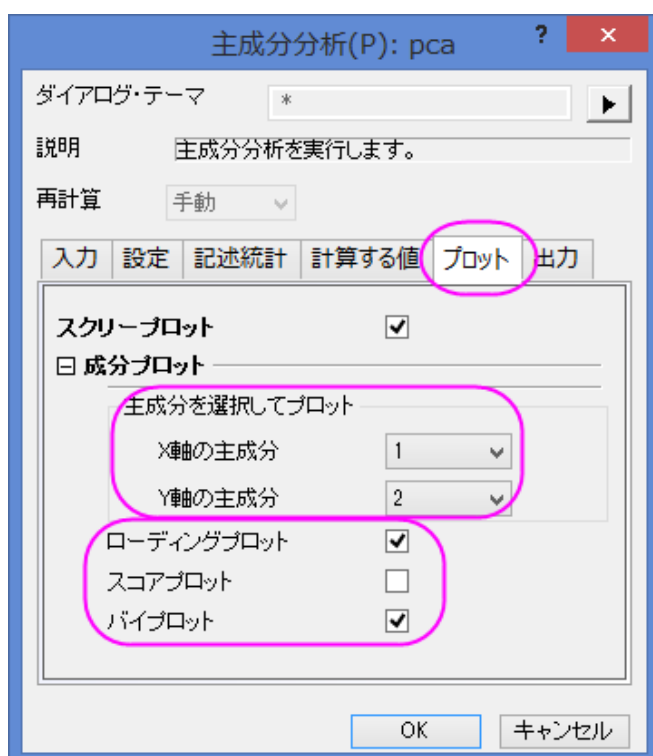 主成分分析(P): pca ? ×
ダイアログ・テーマ *
説明 主成分分析を実行します。
再計算 手動
入力 設定 記述統計 計算する値 プロット 出力
スクリープロット
成分プロット
主成分を選択してプロット
X軸の主成分 1
Y軸の主成分 2
ローディングプロット
スコアプロット
バイプロット
OK キャンセル